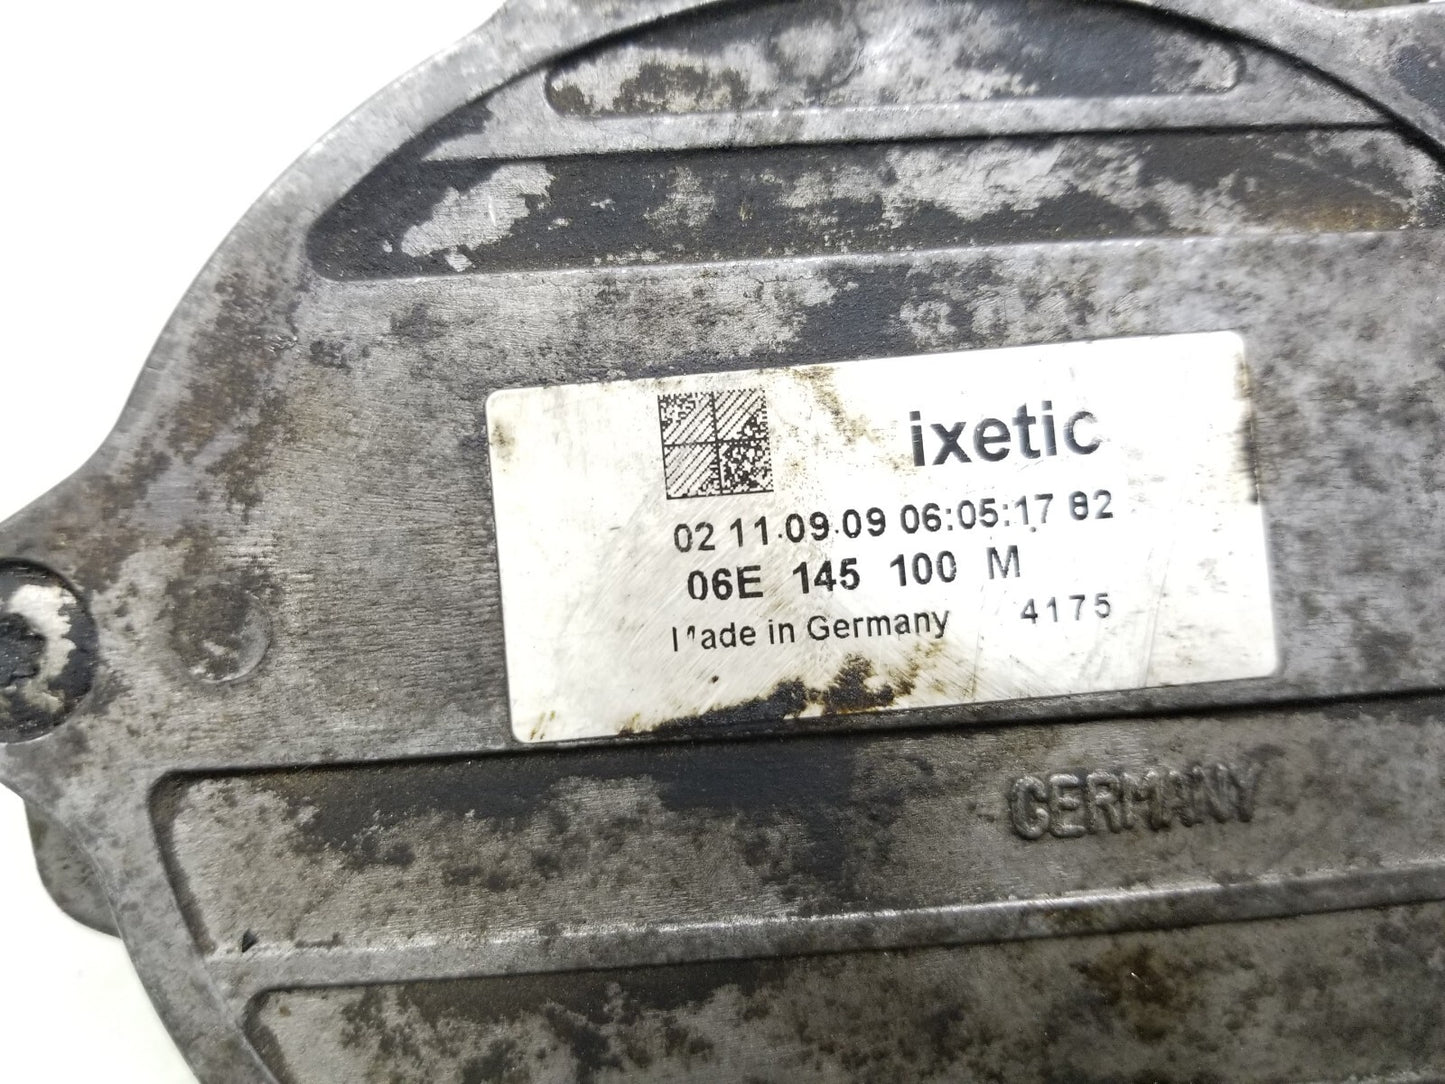 ixetic
02 11.09.09 06:05:17 82
06E 145 100 M
Made in Germany 4175
GERMANY